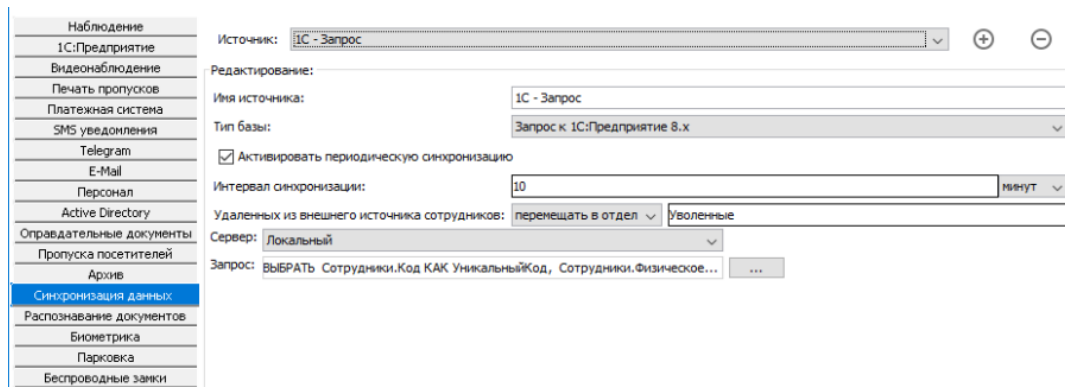 Наблюдение
1С:Предприятие
Видеонаблюдение
Печать пропусков
Платежная система
SMS уведомления
Telegram
E-Mail
Персонал
Active Directory
Оправдательные документы
Пропуска посетителей
Архив
Синхронизация данных
Распознавание документов
Биометрика
Парковка
Беспроводные замки
Источник: 1С - Запрос
Редактирование:
Имя источника: 1С - Запрос
Тип базы: Запрос к 1С:Предприятие 8.x
Активировать периодическую синхронизацию
Интервал синхронизации: 10 минут
Удаленных из внешнего источника сотрудников: перемещать в отдел Уволенные
Сервер: Локальный
Запрос: ВЫБРАТЬ Сотрудники.Код КАК УникальныйКод, Сотрудники.Физическое... ...